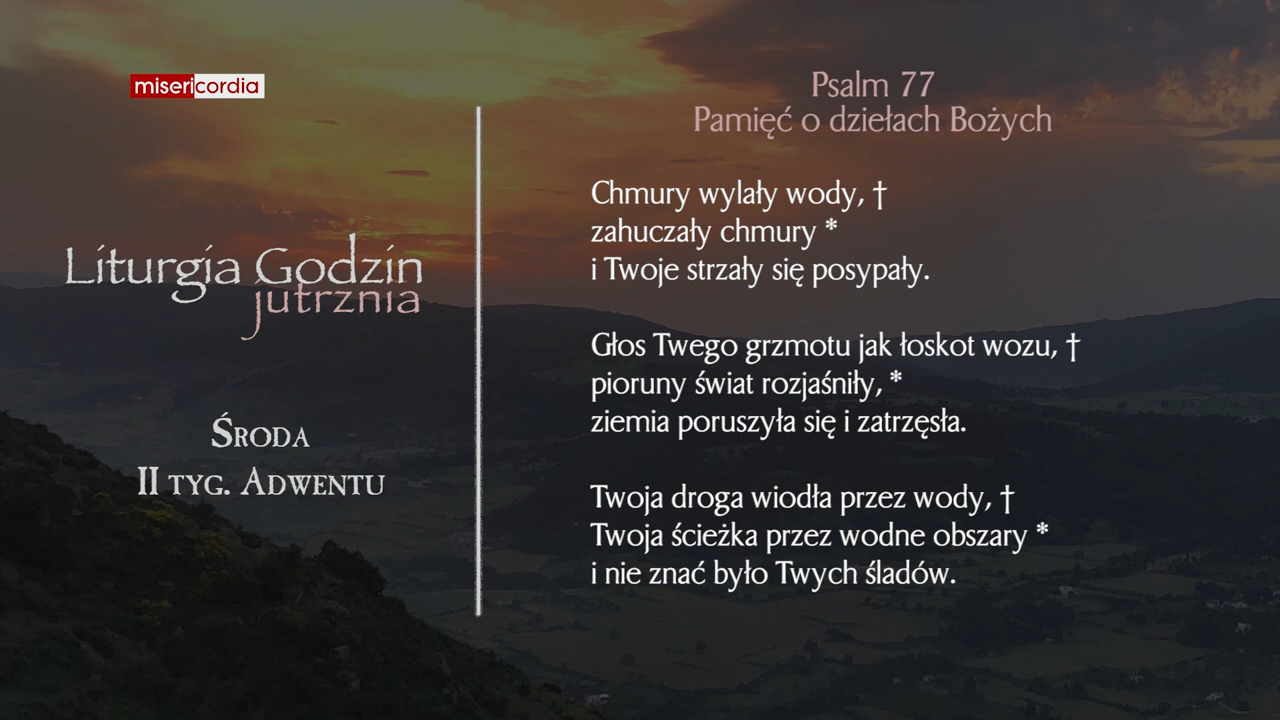 misericordia
Liturgia Godzin
jutrznia
Środa
II tyg. Adwentu
Psalm 77
Pamięć o dziełach Bożych
Chmury wylały wody, †
zahuczały chmury *
i Twoje strzały się posypały.
Głos Twego grzmotu jak łoskot wozu, †
pioruny świat rozjaśniły, *
ziemia poruszyła się i zatrzęsła.
Twoja droga wiodła przez wody, †
Twoja ścieżka przez wodne obszary *
i nie znać było Twych śladów.